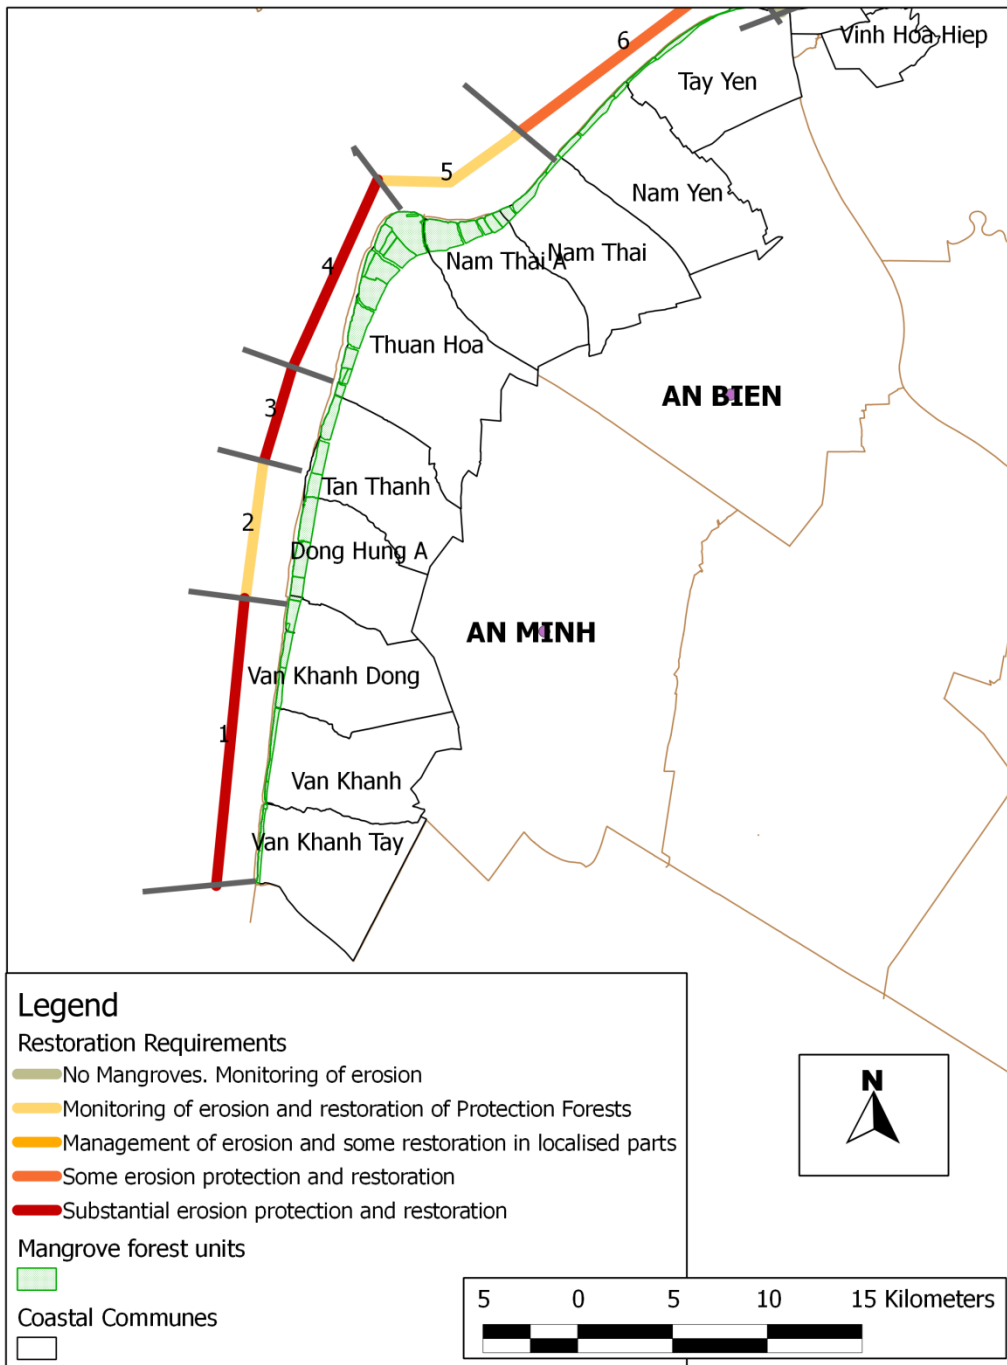 6
Vinh Hoa Hiep
Tay Yen
5
Nam Yen
4
Nam Thai A
Nam Thai
Thuan Hoa
3
AN BIEN
Tan Thanh
2
Dong Hung A
AN MINH
Van Khanh Dong
1
Van Khanh
Van Khanh Tay
Legend
Restoration Requirements
No Mangroves. Monitoring of erosion
Monitoring of erosion and restoration of Protection Forests
Management of erosion and some restoration in localised parts
Some erosion protection and restoration
Substantial erosion protection and restoration
Mangrove forest units
Coastal Communes
N
5 0 5 10 15 Kilometers